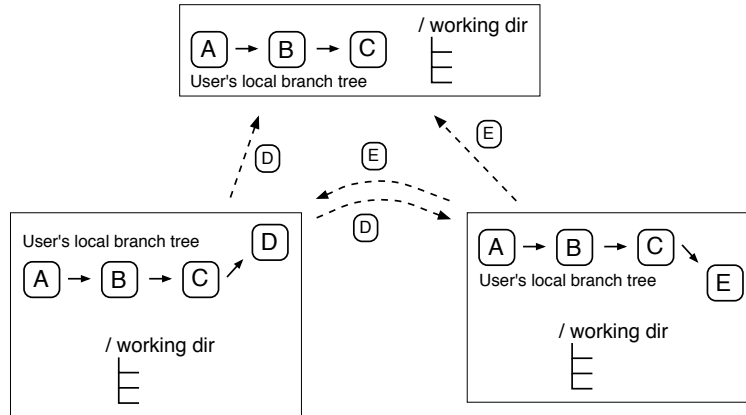 / working dir
A B C
User's local branch tree
D
E
E
D
User's local branch tree
D
A B C
/ working dir
A B C
User's local branch tree
E
/ working dir